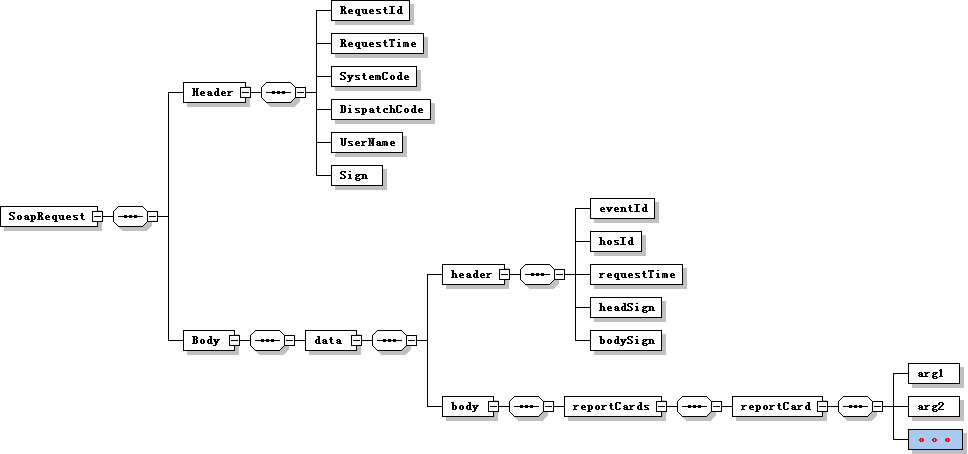 RequestId
RequestTime
SystemCode
Header
DispatchCode
UserName
Sign
SoapRequest
eventId
hosId
header
requestTime
headSign
Body
data
bodySign
arg1
body
reportCards
reportCard
arg2